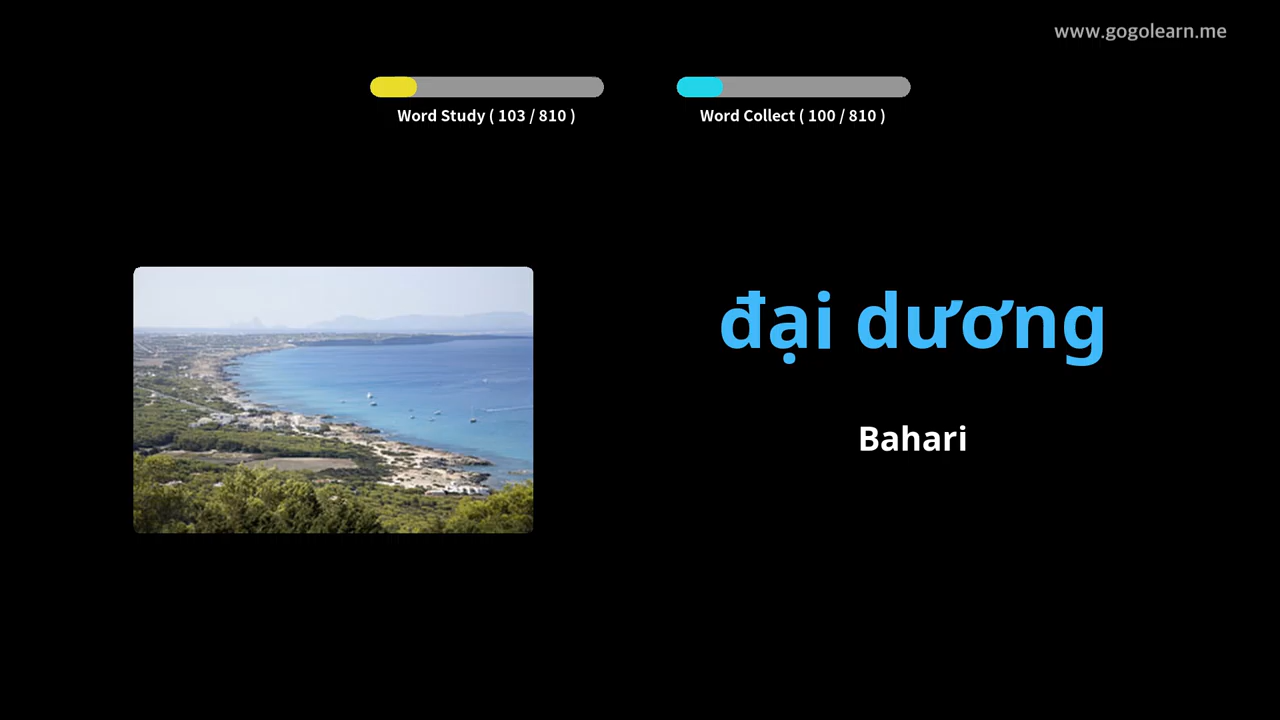 www.gogolearn.me
Word Study ( 103 / 810 )
Word Collect ( 100 / 810 )
đại dương
Bahari